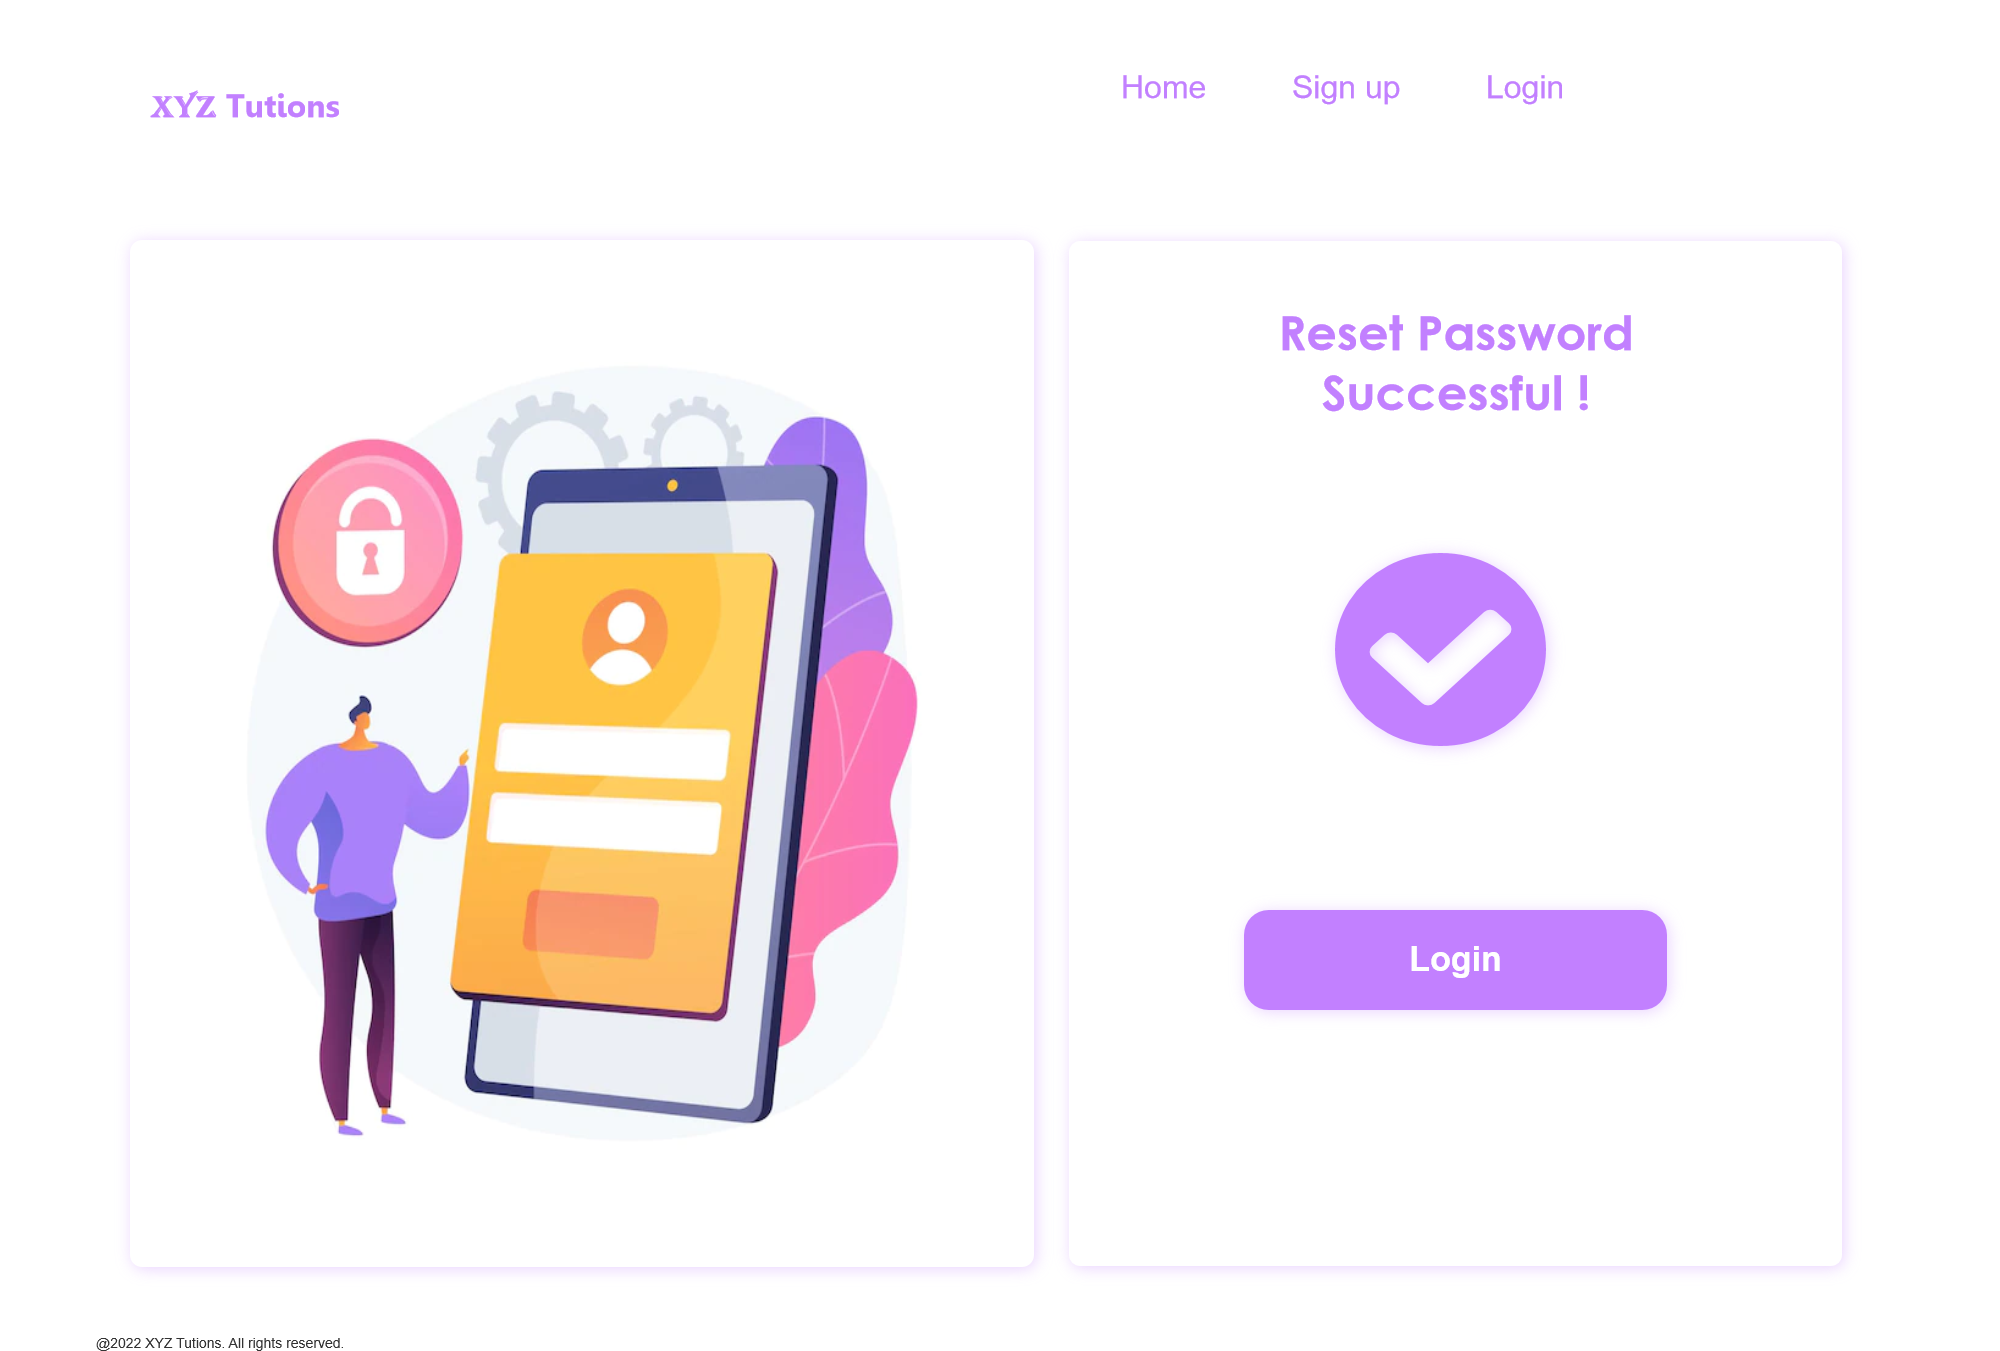 XYZ Tutions
Home Sign up Login
Reset Password
Successful !
Login
@2022 XYZ Tutions. All rights reserved.